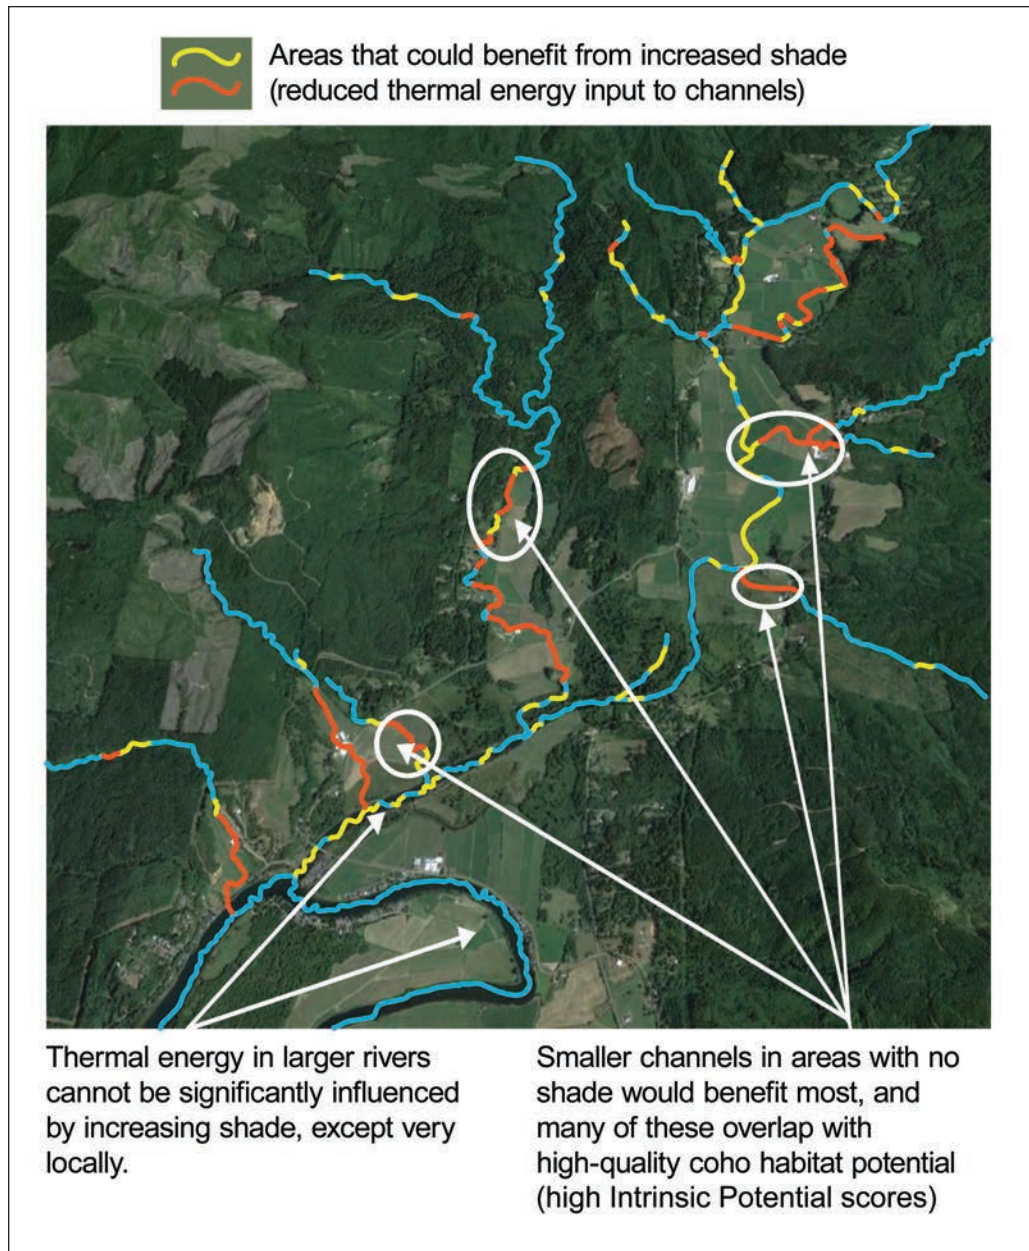 Areas that could benefit from increased shade
(reduced thermal energy input to channels)
Thermal energy in larger rivers
cannot be significantly influenced
by increasing shade, except very
locally.
Smaller channels in areas with no
shade would benefit most, and
many of these overlap with
high-quality coho habitat potential
(high Intrinsic Potential scores)